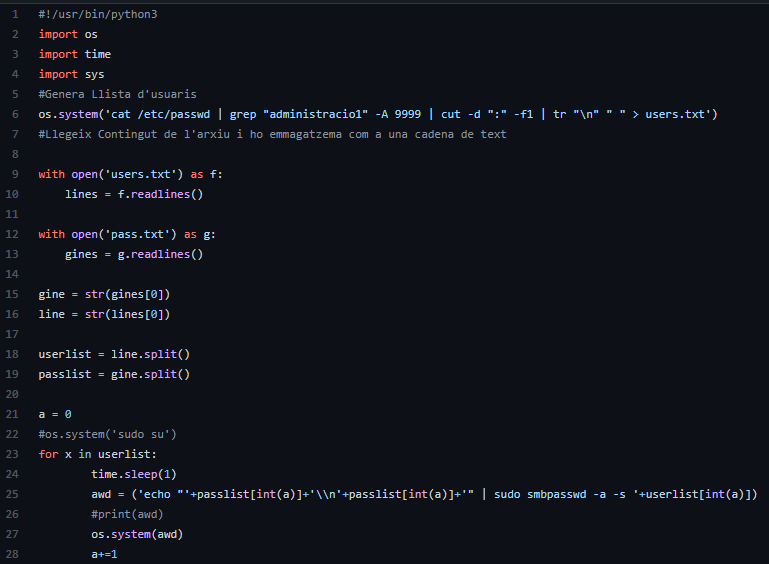 1 #!/usr/bin/python3
2 import os
3 import time
4 import sys
5 #Genera Llista d'usuaris
6 os.system('cat /etc/passwd | grep "administracio1" -A 9999 | cut -d ":" -f1 | tr "\n" " " > users.txt')
7 #Llegeix Contingut de l'arxiu i ho emmagatzema com a una cadena de text
8
9 with open('users.txt') as f:
10     lines = f.readlines()
11
12 with open('pass.txt') as g:
13     gines = g.readlines()
14
15 gine = str(gines[0])
16 line = str(lines[0])
17
18 userlist = line.split()
19 passlist = gine.split()
20
21 a = 0
22 #os.system('sudo su')
23 for x in userlist:
24         time.sleep(1)
25         awd = ('echo "'+passlist[int(a)]+'\\n'+passlist[int(a)]+'" | sudo smbpasswd -a -s '+userlist[int(a)])
26         #print(awd)
27         os.system(awd)
28         a+=1